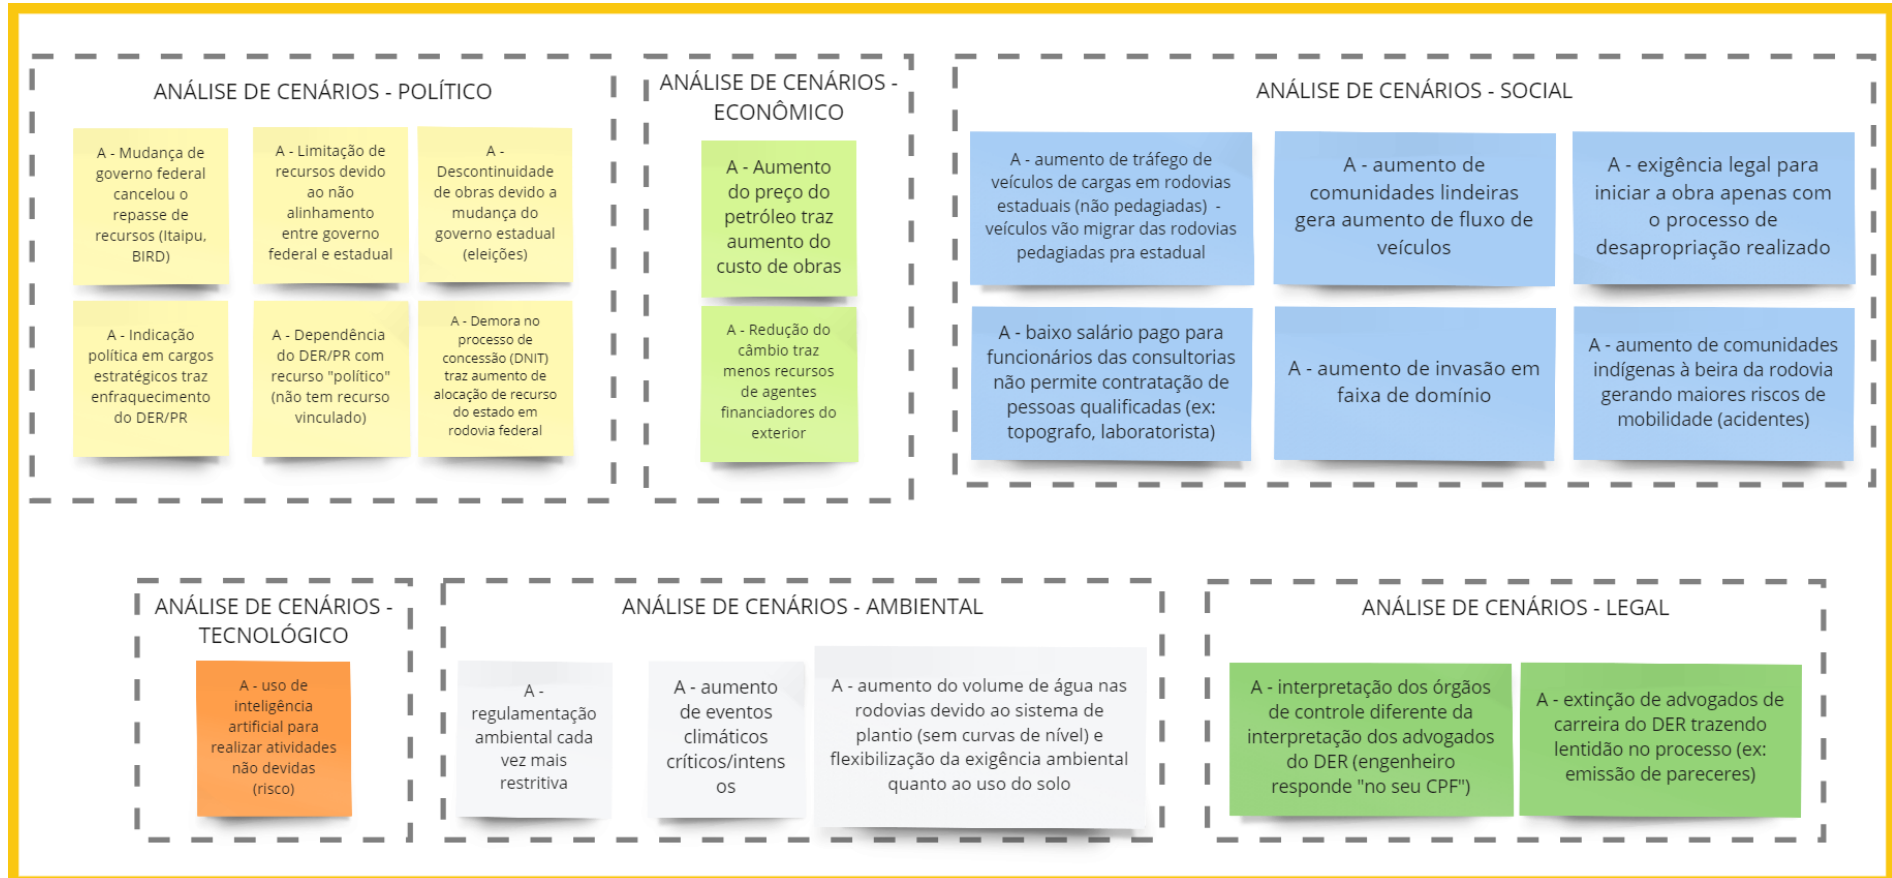 ANÁLISE DE CENÁRIOS - POLÍTICO
A - Mudança de
governo federal
cancelou o
repasse de
recursos (Itaipu,
BIRD)
A - Limitação de
recursos devido
ao não
alinhamento
entre governo
federal e estadual
A -
Descontinuidade
de obras devido a
mudança do
governo estadual
(eleições)
A - Indicação
política em cargos
estratégicos traz
enfraquecimento
do DER/PR
A - Dependência
do DER/PR com
recurso "político"
(não tem recurso
vinculado)
A - Demora no
processo de
concessão (DNIT)
traz aumento de
alocação de recurso
do estado em
rodovia federal
ANÁLISE DE CENÁRIOS -
ECONÔMICO
A - Aumento
do preço do
petróleo traz
aumento do
custo de obras
A - Redução do
câmbio traz
menos recursos
de agentes
financiadores do
exterior
ANÁLISE DE CENÁRIOS - SOCIAL
A - aumento de tráfego de
veículos de cargas em rodovias
estaduais (não pedagiadas) -
veículos vão migrar das rodovias
pedagiadas pra estadual
A - aumento de
comunidades lindeiras
gera aumento de fluxo de
veículos
A - exigência legal para
iniciar a obra apenas com
o processo de
desapropriação realizado
A - baixo salário pago para
funcionários das consultorias
não permite contratação de
pessoas qualificadas (ex:
topografo, laboratorista)
A - aumento de invasão em
faixa de domínio
A - aumento de comunidades
indígenas à beira da rodovia
gerando maiores riscos de
mobilidade (acidentes)
ANÁLISE DE CENÁRIOS -
TECNOLÓGICO
A - uso de
inteligência
artificial para
realizar atividades
não devidas
(risco)
ANÁLISE DE CENÁRIOS - AMBIENTAL
A -
regulamentação
ambiental cada
vez mais
restritiva
A - aumento
de eventos
climáticos
críticos/intens
os
A - aumento do volume de água nas
rodovias devido ao sistema de
plantio (sem curvas de nível) e
flexibilização da exigência ambiental
quanto ao uso do solo
ANÁLISE DE CENÁRIOS - LEGAL
A - interpretação dos órgãos
de controle diferente da
interpretação dos advogados
do DER (engenheiro
responde "no seu CPF")
A - extinção de advogados de
carreira do DER trazendo
lentidão no processo (ex:
emissão de pareceres)